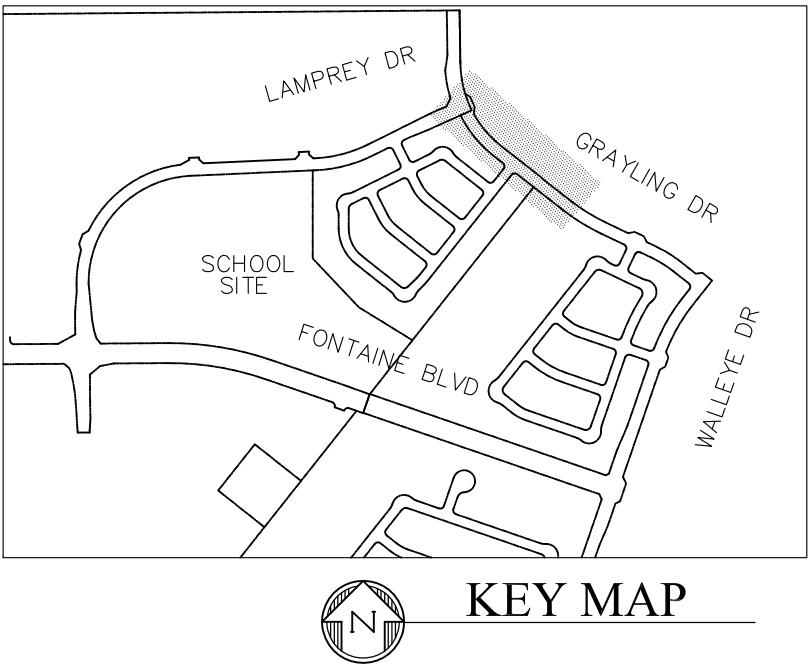 LAMPREY DR
GRAYLING DR
SCHOOL
SITE
FONTAINE BLVD
WALLEYE DR
N
KEY MAP